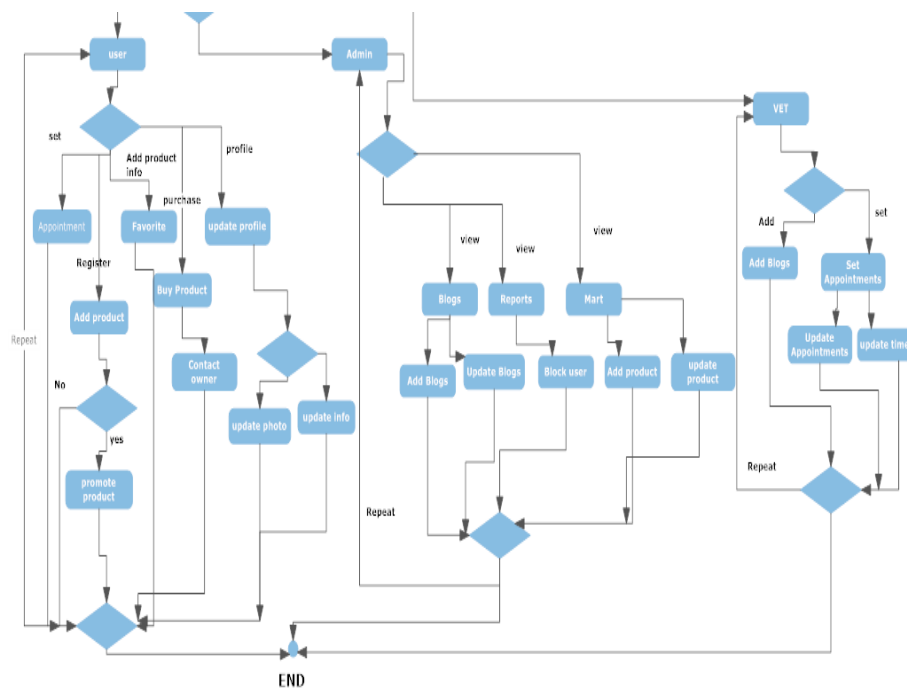 user
Admin
VET
set
Add product
info
profile
purchase
Appointment
Favorite
update profile
view
view
view
Add
set
Register
Add Blogs
Set
Appointments
Buy Product
Blogs
Reports
Mart
Add product
Repeat
Update
Appointments
update time
Contact
owner
Add Blogs
Update Blogs
Block user
Add product
update
product
No
update photo
update info
yes
promote
product
Repeat
Repeat
END